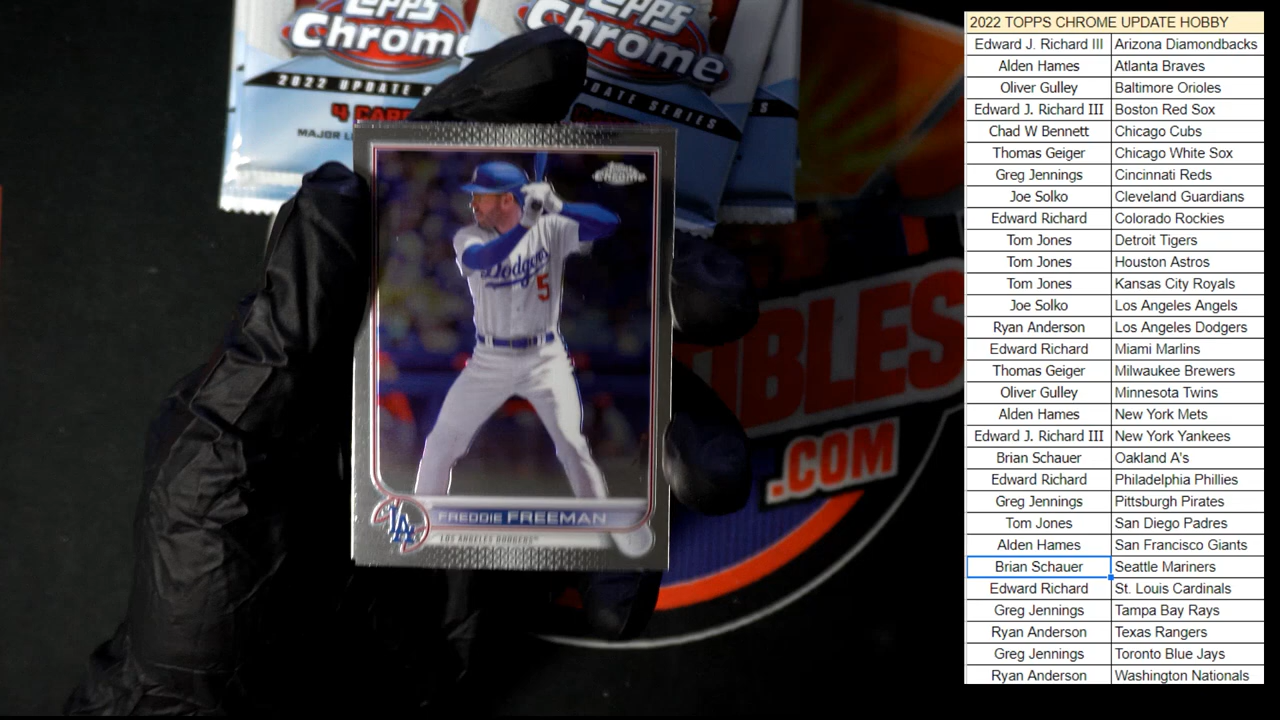 Topps
Chrome
2022 UPDATE S
4 CAR
MAJOR L
Topps
Chrome
UPDATE SERIES
S
Topps
Chrome
Dodgers
5
LA
FREDDIE FREEMAN
LOS ANGELES DODGERS™
TIBLES
.COM
2022 TOPPS CHROME UPDATE HOBBY
Edward J. Richard III Arizona Diamondbacks
Alden Hames Atlanta Braves
Oliver Gulley Baltimore Orioles
Edward J. Richard III Boston Red Sox
Chad W Bennett Chicago Cubs
Thomas Geiger Chicago White Sox
Greg Jennings Cincinnati Reds
Joe Solko Cleveland Guardians
Edward Richard Colorado Rockies
Tom Jones Detroit Tigers
Tom Jones Houston Astros
Tom Jones Kansas City Royals
Joe Solko Los Angeles Angels
Ryan Anderson Los Angeles Dodgers
Edward Richard Miami Marlins
Thomas Geiger Milwaukee Brewers
Oliver Gulley Minnesota Twins
Alden Hames New York Mets
Edward J. Richard III New York Yankees
Brian Schauer Oakland A's
Edward Richard Philadelphia Phillies
Greg Jennings Pittsburgh Pirates
Tom Jones San Diego Padres
Alden Hames San Francisco Giants
Brian Schauer Seattle Mariners
Edward Richard St. Louis Cardinals
Greg Jennings Tampa Bay Rays
Ryan Anderson Texas Rangers
Greg Jennings Toronto Blue Jays
Ryan Anderson Washington Nationals